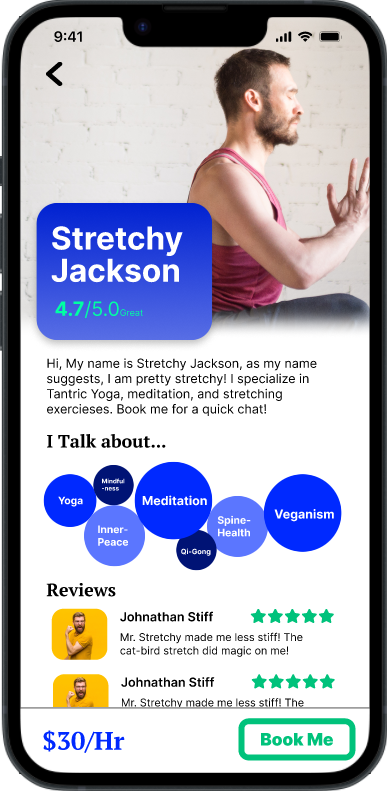 9:41
Stretchy
Jackson
4.7/5.0Great
Hi, My name is Stretchy Jackson, as my name
suggests, I am pretty stretchy! I specialize in
Tantric Yoga, meditation, and stretching
exercieses. Book me for a quick chat!
I Talk about...
Yoga
Mindful
-ness
Inner-
Peace
Meditation
Qi-Gong
Spine-
Health
Veganism
Reviews
Johnathan Stiff
Mr. Stretchy made me less stiff! The
cat-bird stretch did magic on me!
Johnathan Stiff
Mr. Stretchy made me less stiff! The
$30/Hr
Book Me